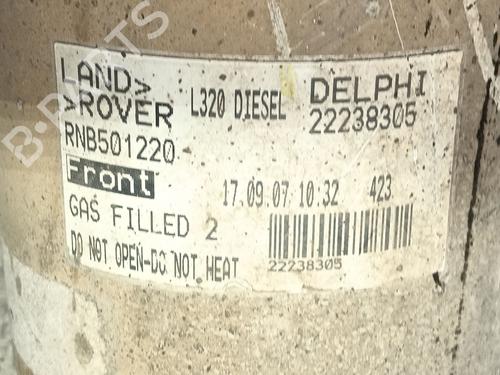 LAND>
>ROVER
L320 DIESEL
DELPHI
22238305
RNB501220
Front
17.09.07 10:32 423
GAS FILLED 2
DO NOT OPEN-DO NOT HEAT
22238305
B-PARTS